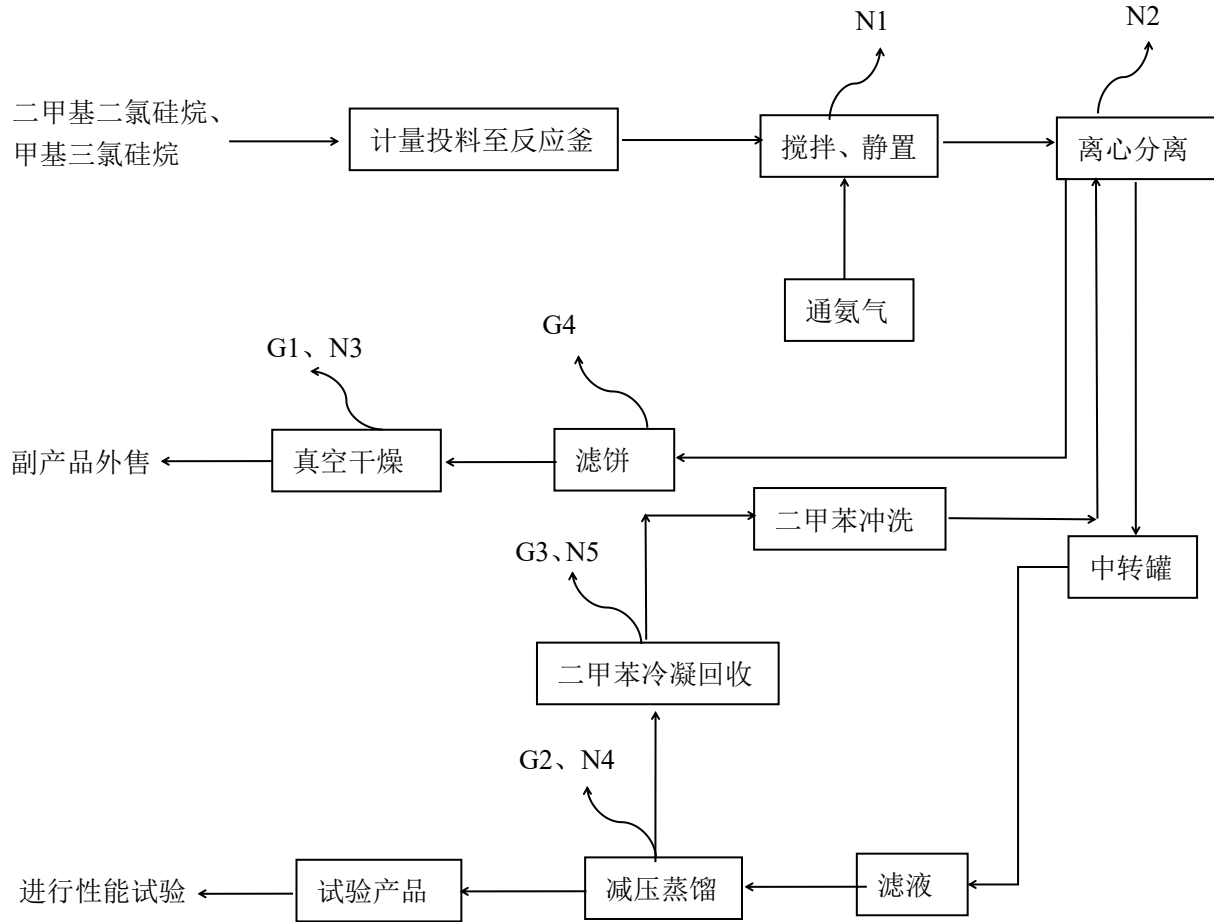 N1
N2
二甲基二氯硅烷、
甲基三氯硅烷
计量投料至反应釜
搅拌、静置
离心分离
通氨气
G4
G1、N3
副产品外售
真空干燥
滤饼
二甲苯冲洗
G3、N5
中转罐
二甲苯冷凝回收
G2、N4
进行性能试验
试验产品
减压蒸馏
滤液